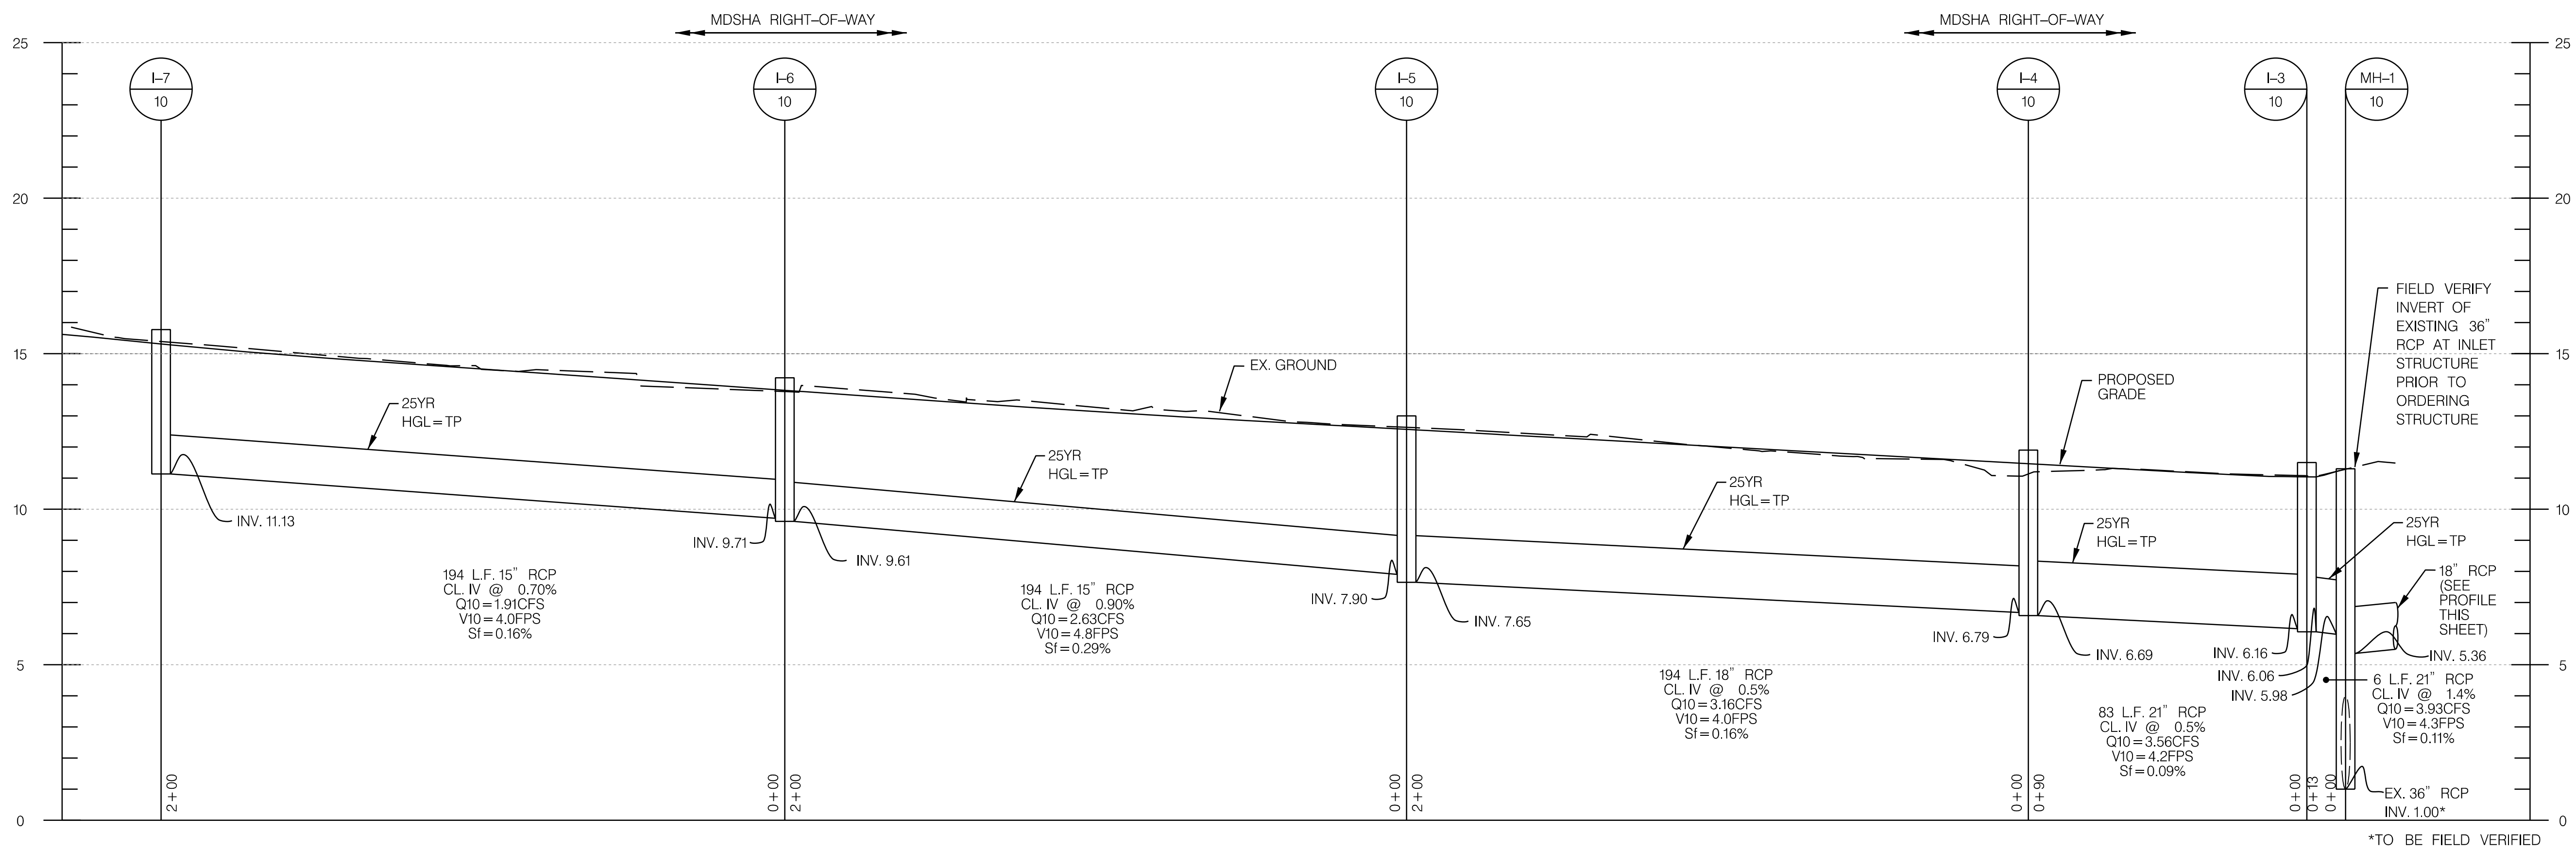 MDSHA RIGHT-OF-WAY
MDSHA RIGHT-OF-WAY
25
25
I-7
10
I-6
10
I-5
10
I-4
10
I-3
10
MH-1
10
20
20
FIELD VERIFY
INVERT OF
EXISTING 36"
RCP AT INLET
STRUCTURE
PRIOR TO
ORDERING
STRUCTURE
15
15
EX. GROUND
PROPOSED
GRADE
25YR
HGL=TP
25YR
HGL=TP
25YR
HGL=TP
25YR
HGL=TP
25YR
HGL=TP
10
10
INV. 11.13
INV. 9.71
INV. 9.61
INV. 7.90
INV. 7.65
INV. 6.79
INV. 6.69
INV. 6.16
INV. 6.06
INV. 5.98
INV. 5.36
18" RCP
(SEE
PROFILE
THIS
SHEET)
194 L.F. 15" RCP
CL. IV @ 0.70%
Q10=1.91CFS
V10=4.0FPS
Sf=0.16%
194 L.F. 15" RCP
CL. IV @ 0.90%
Q10=2.63CFS
V10=4.8FPS
Sf=0.29%
194 L.F. 18" RCP
CL. IV @ 0.5%
Q10=3.16CFS
V10=4.0FPS
Sf=0.16%
83 L.F. 21" RCP
CL. IV @ 0.5%
Q10=3.56CFS
V10=4.2FPS
Sf=0.09%
6 L.F. 21" RCP
CL. IV @ 1.4%
Q10=3.93CFS
V10=4.3FPS
Sf=0.11%
5
5
2+00
0+00
2+00
0+00
2+00
0+00
0+90
0+00
0+13
0+00
EX. 36" RCP
INV. 1.00*
0
0
*TO BE FIELD VERIFIED